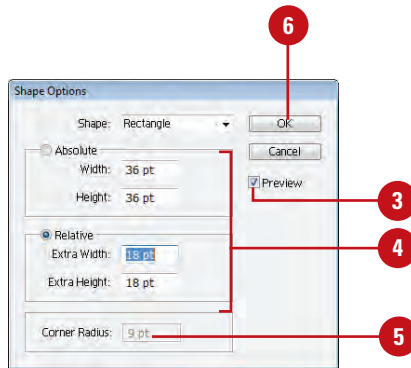 6
Shape Options
Shape: Rectangle
OK
Absolute
Cancel
Width: 36 pt
Preview
Height: 36 pt
3
Relative
4
Extra Width: 18 pt
Extra Height: 18 pt
Corner Radius: 9 pt
5